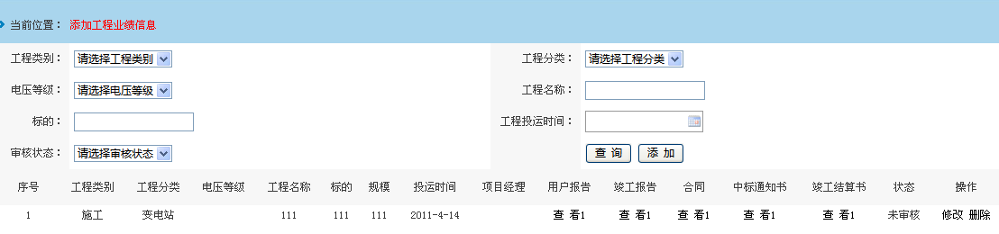 当前位置： 添加工程业绩信息
工程类别： 请选择工程类别 工程分类： 请选择工程分类
电压等级： 请选择电压等级 工程名称：
标的： 工程投运时间：
审核状态： 请选择审核状态 查 询 添 加
序号 工程类别 工程分类 电压等级 工程名称 标的 规模 投运时间 项目经理 用户报告 竣工报告 合同 中标通知书 竣工结算书 状态 操作
1 施工 变电站 111 111 111 2011-4-14 查 看1 查 看1 查 看1 查 看1 查 看1 未审核 修改 删除